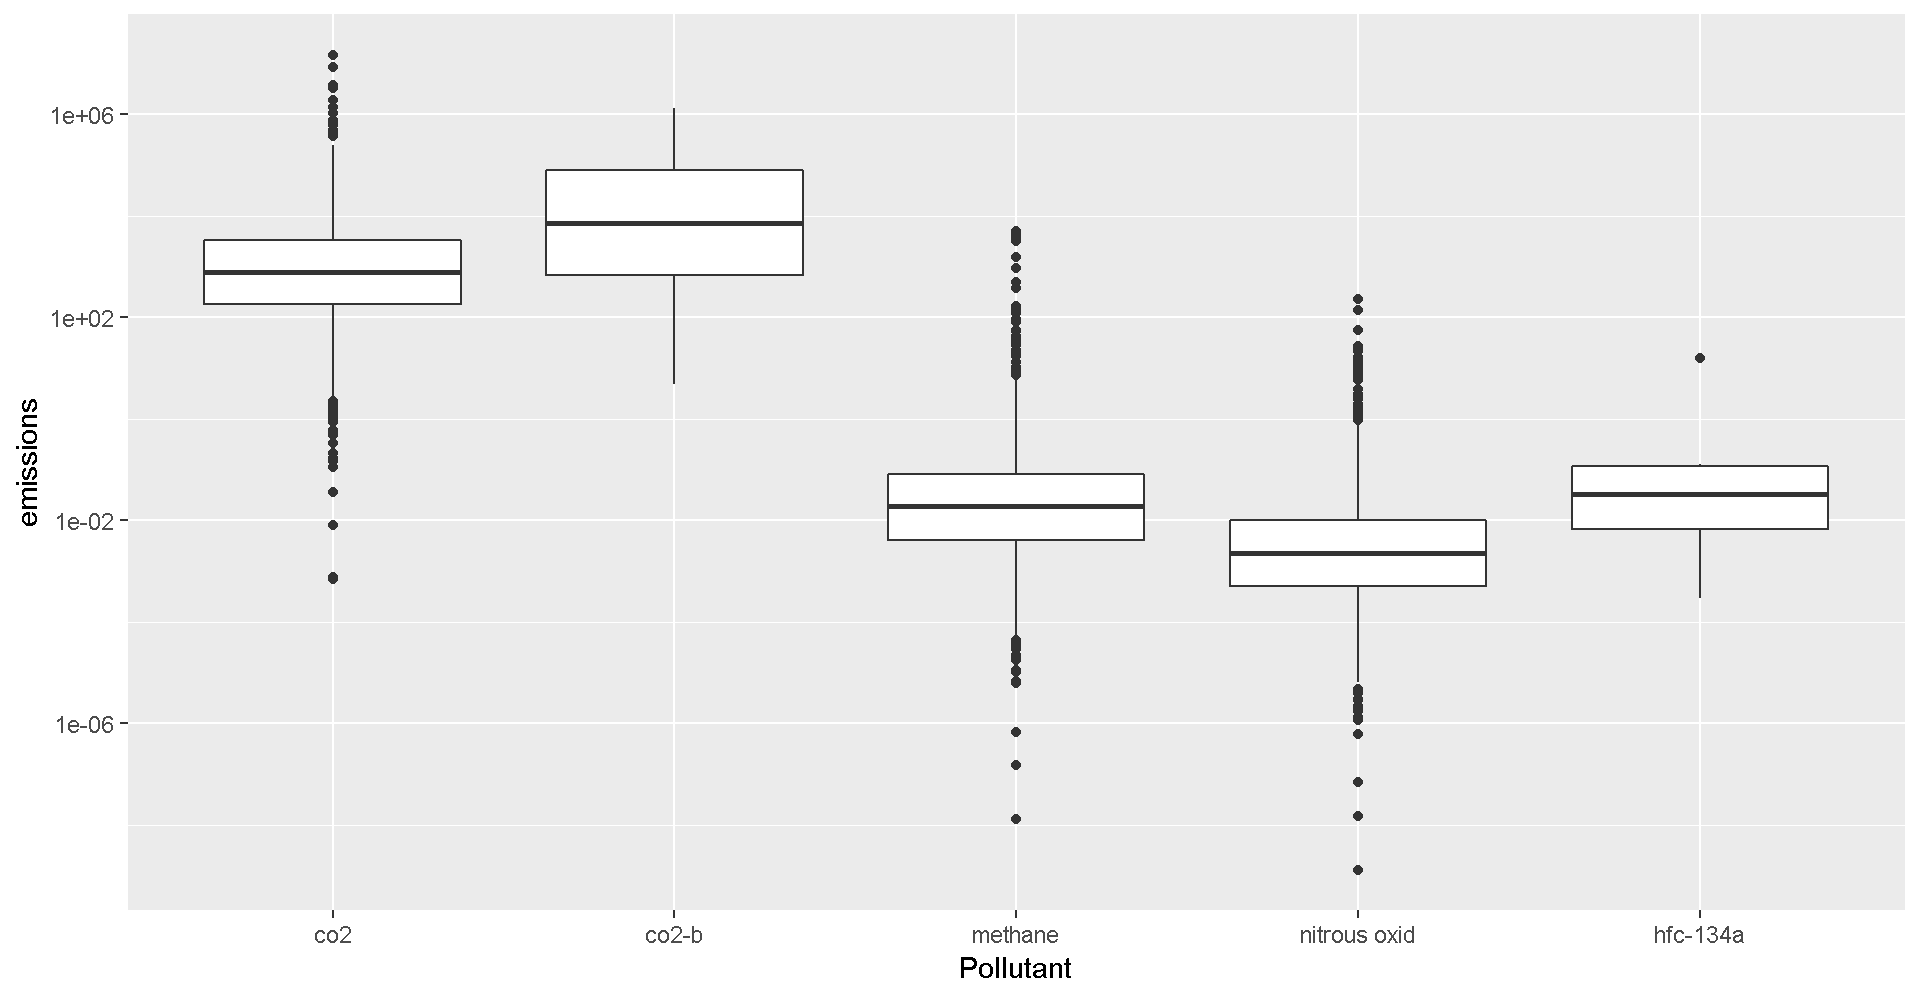 1e+06
1e+02
1e-02
1e-06
emissions
co2 co2-b methane nitrous oxid hfc-134a
Pollutant